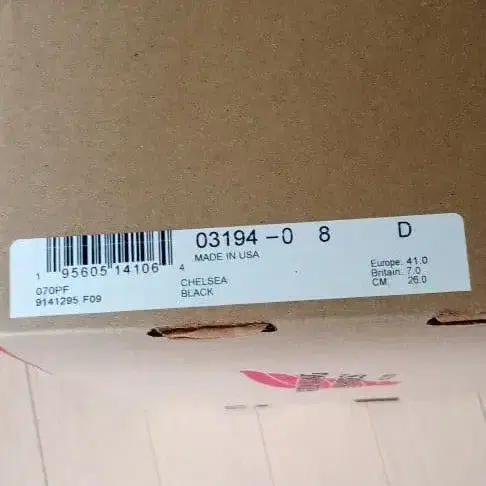 03194-0 8 D
MADE IN USA
1 95605 14106 4
070PF
9141295 F09
CHELSEA
BLACK
Europe: 41.0
Britain: 7.0
CM 26.0